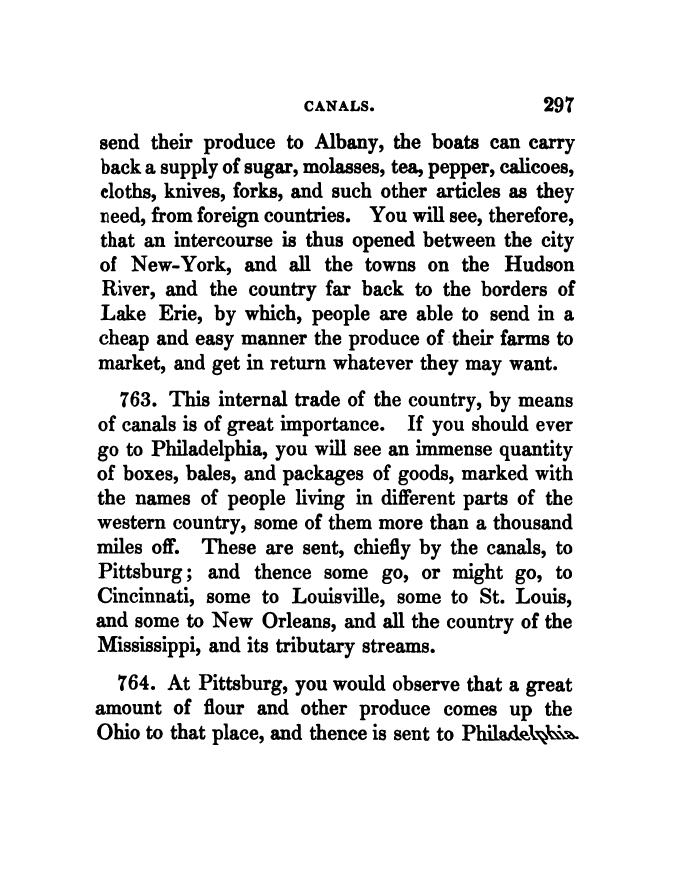 CANALS. 297
send their produce to Albany, the boats can carry
back a supply of sugar, molasses, tea, pepper, calicoes,
cloths, knives, forks, and such other articles as they
need, from foreign countries. You will see, therefore,
that an intercourse is thus opened between the city
of New-York, and all the towns on the Hudson
River, and the country far back to the borders of
Lake Erie, by which, people are able to send in a
cheap and easy manner the produce of their farms to
market, and get in return whatever they may want.
763. This internal trade of the country, by means
of canals is of great importance. If you should ever
go to Philadelphia, you will see an immense quantity
of boxes, bales, and packages of goods, marked with
the names of people living in different parts of the
western country, some of them more than a thousand
miles off. These are sent, chiefly by the canals, to
Pittsburg; and thence some go, or might go, to
Cincinnati, some to Louisville, some to St. Louis,
and some to New Orleans, and all the country of the
Mississippi, and its tributary streams.
764. At Pittsburg, you would observe that a great
amount of flour and other produce comes up the
Ohio to that place, and thence is sent to Philadelphia.